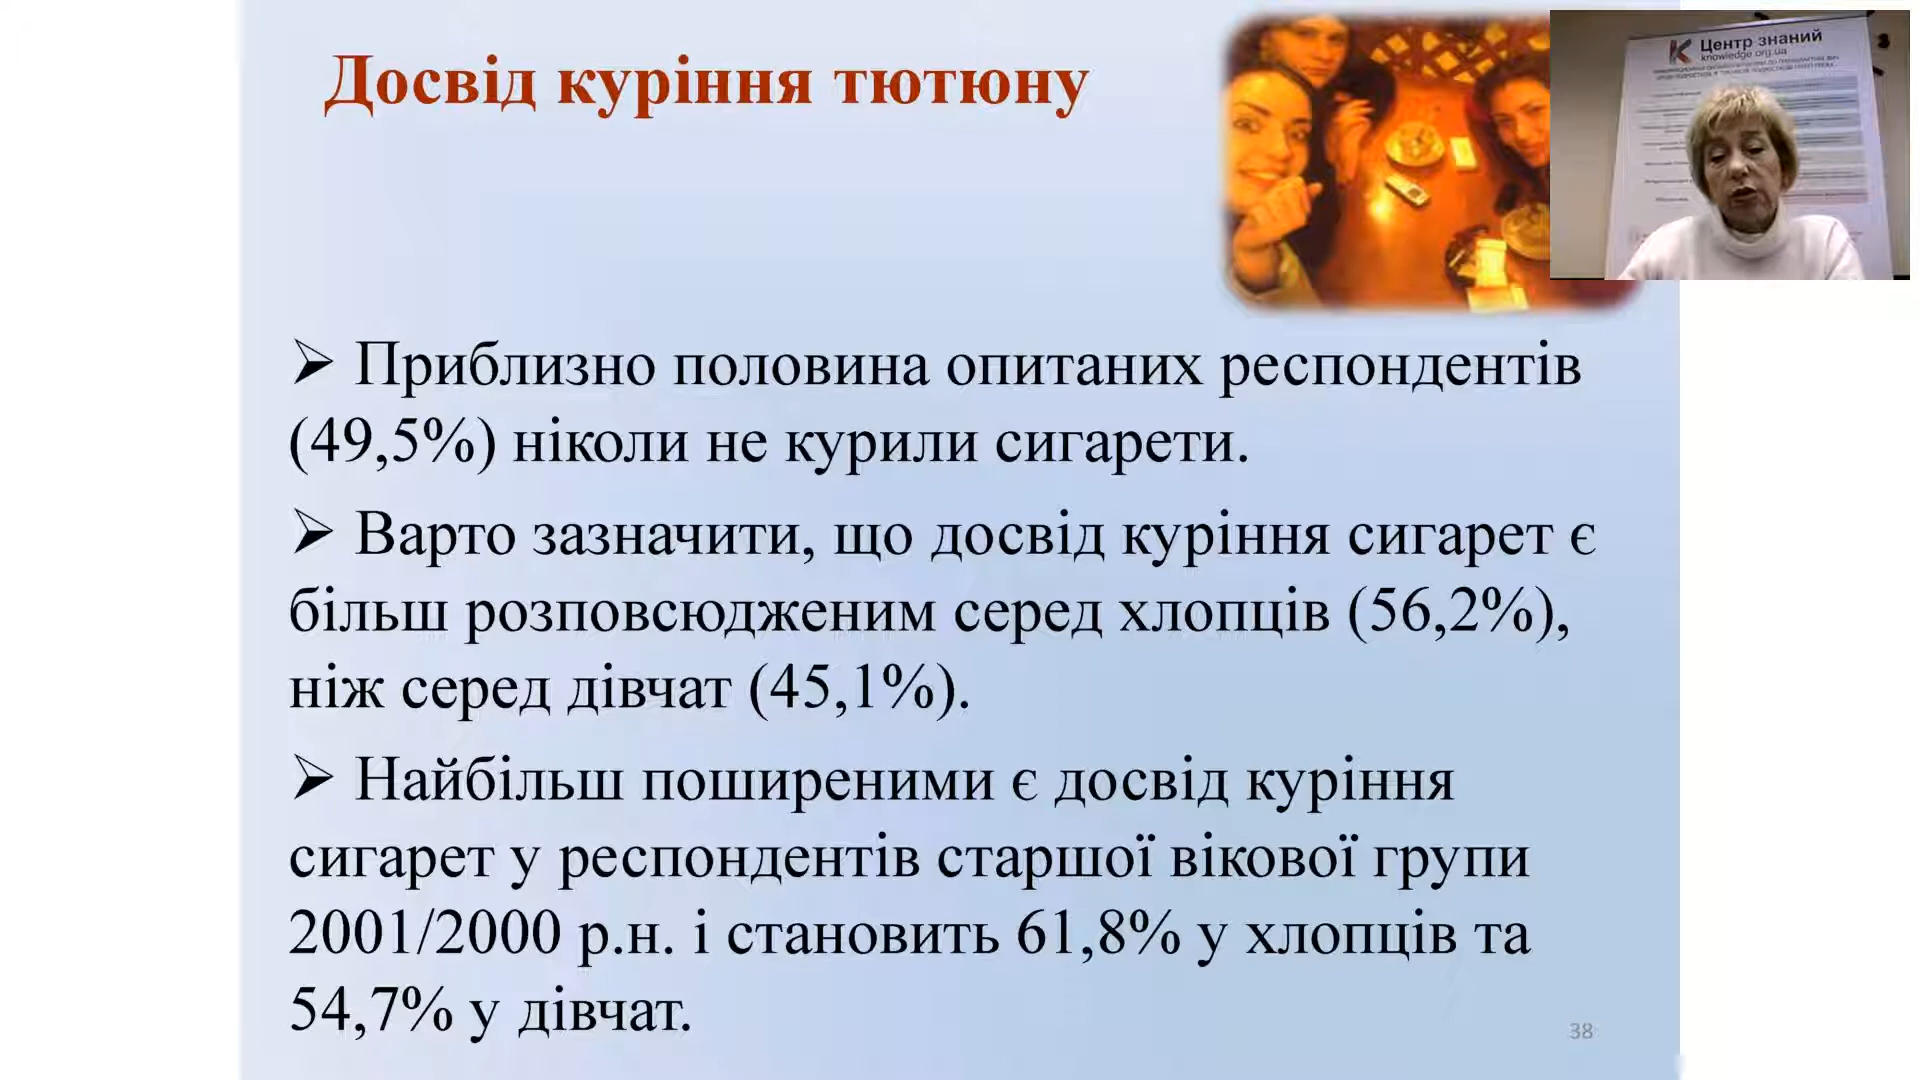 Досвід куріння тютюну
Центр знаний
knowledge.org.ua
➢ Приблизно половина опитаних респондентів
(49,5%) ніколи не курили сигарети.
➢ Варто зазначити, що досвід куріння сигарет є
більш розповсюдженим серед хлопців (56,2%),
ніж серед дівчат (45,1%).
➢ Найбільш поширеними є досвід куріння
сигарет у респондентів старшої вікової групи
2001/2000 р.н. і становить 61,8% у хлопців та
54,7% у дівчат.
38